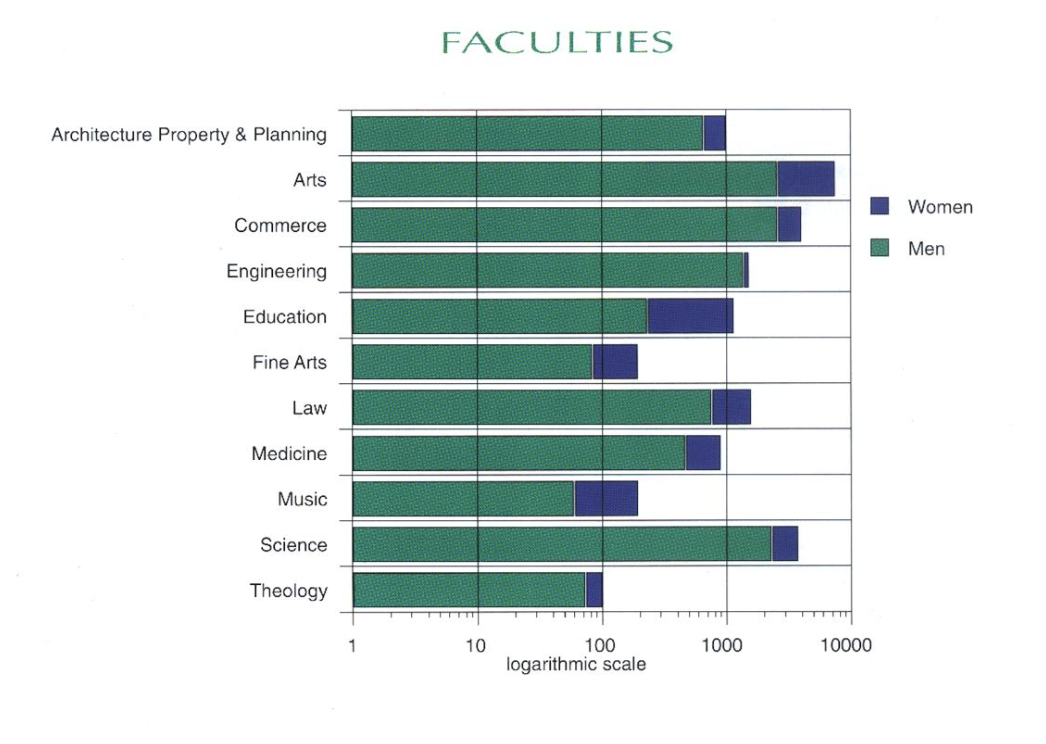 FACULTIES
Architecture Property & Planning
Arts
Commerce
Engineering
Education
Fine Arts
Law
Medicine
Music
Science
Theology
Women
Men
1 10 100 1000 10000
logarithmic scale